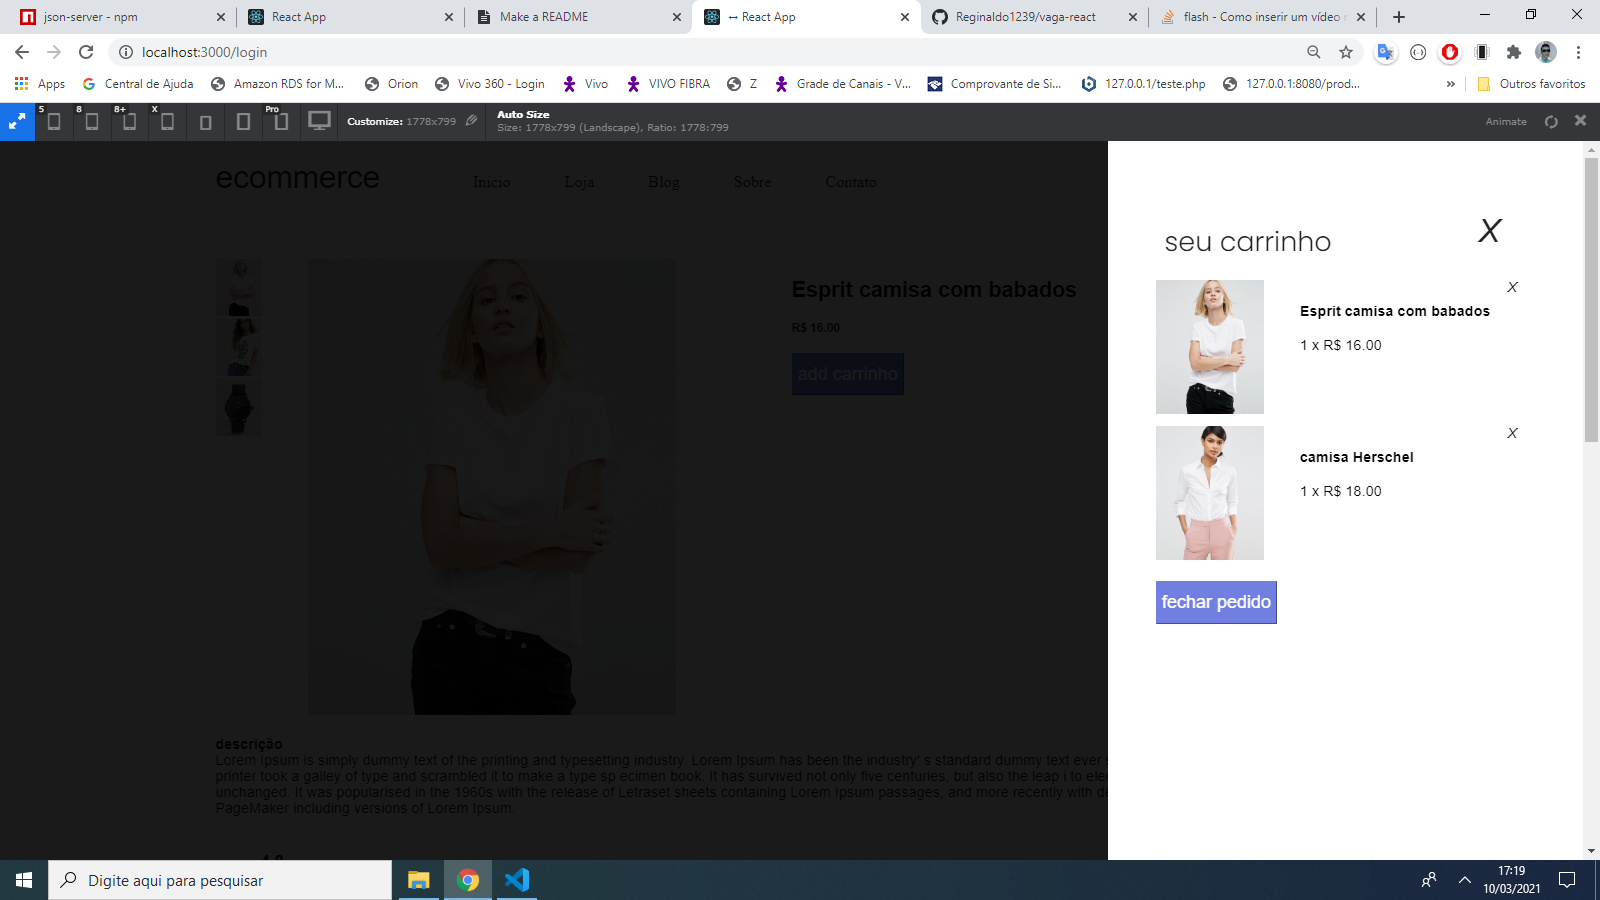 json-server - npm
React App
Make a README
↔ React App
Reginaldo1239/vaga-react
flash - Como inserir um vídeo
localhost:3000/login
Apps
Central de Ajuda
Amazon RDS for M...
Orion
Vivo 360 - Login
Vivo
VIVO FIBRA
Z
Grade de Canais - V...
Comprovante de Si...
127.0.0.1/teste.php
127.0.0.1:8080/prod...
»
Outros favoritos
5
8
8+
X
Pro
Customize: 1778x799
Auto Size
Size: 1778x799 (Landscape), Ratio: 1778:799
Animate
ecommerce
Inicio
Loja
Blog
Sobre
Contato
Esprit camisa com babados
R$ 16.00
add carrinho
descrição
Lorem Ipsum is simply dummy text of the printing and typesetting industry. Lorem Ipsum has been the industry' s standard dummy text ever
printer took a galley of type and scrambled it to make a type sp ecimen book. It has survived not only five centuries, but also the leap i to
unchanged. It was popularised in the 1960s with the release of Letraset sheets containing Lorem Ipsum passages, and more recently with
PageMaker including versions of Lorem Ipsum.
seu carrinho
X
X
Esprit camisa com babados
1 x R$ 16.00
X
camisa Herschel
1 x R$ 18.00
fechar pedido
Digite aqui para pesquisar
17:19
10/03/2021